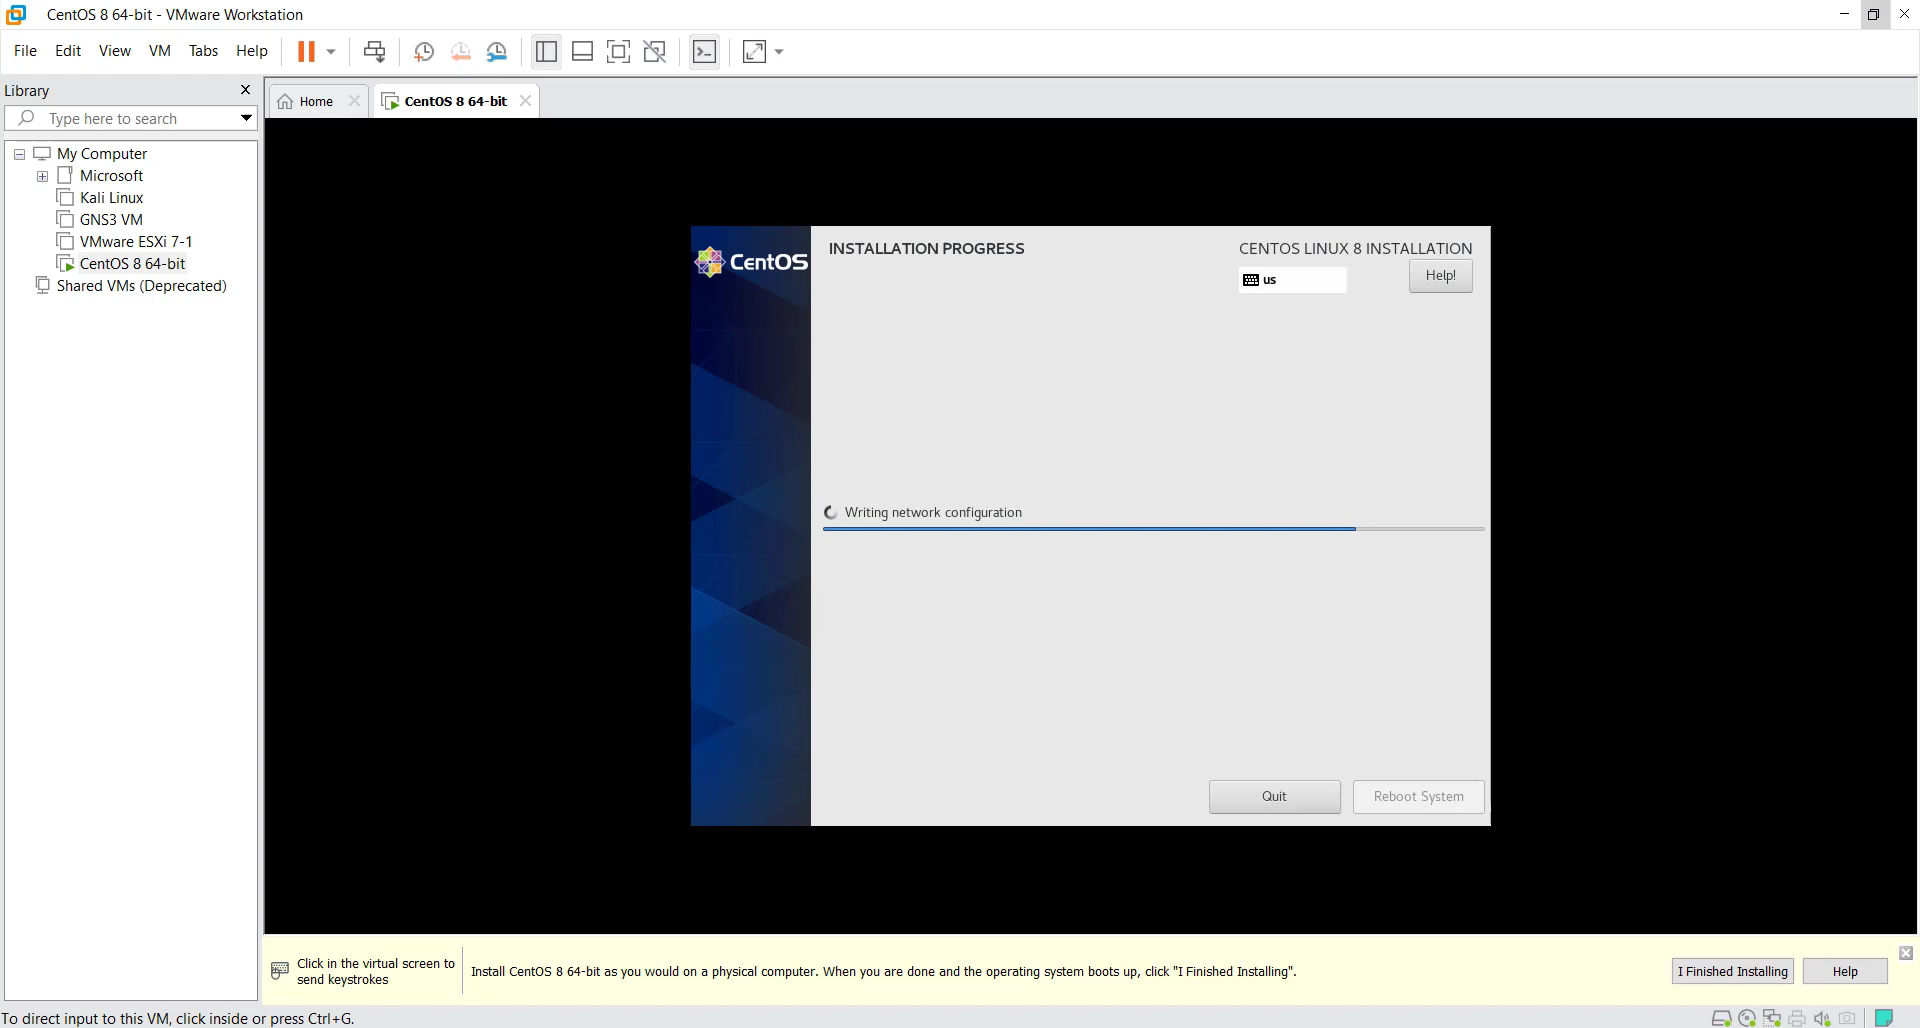 CentOS 8 64-bit - VMware Workstation
File Edit View VM Tabs Help
Library
Type here to search
My Computer
Microsoft
Kali Linux
GNS3 VM
VMware ESXi 7-1
CentOS 8 64-bit
Shared VMs (Deprecated)
Home
CentOS 8 64-bit
CentOS
INSTALLATION PROGRESS
CENTOS LINUX 8 INSTALLATION
us
Help!
Writing network configuration
Quit
Reboot System
Click in the virtual screen to
send keystrokes
Install CentOS 8 64-bit as you would on a physical computer. When you are done and the operating system boots up, click "I Finished Installing".
I Finished Installing
Help
To direct input to this VM, click inside or press Ctrl+G.